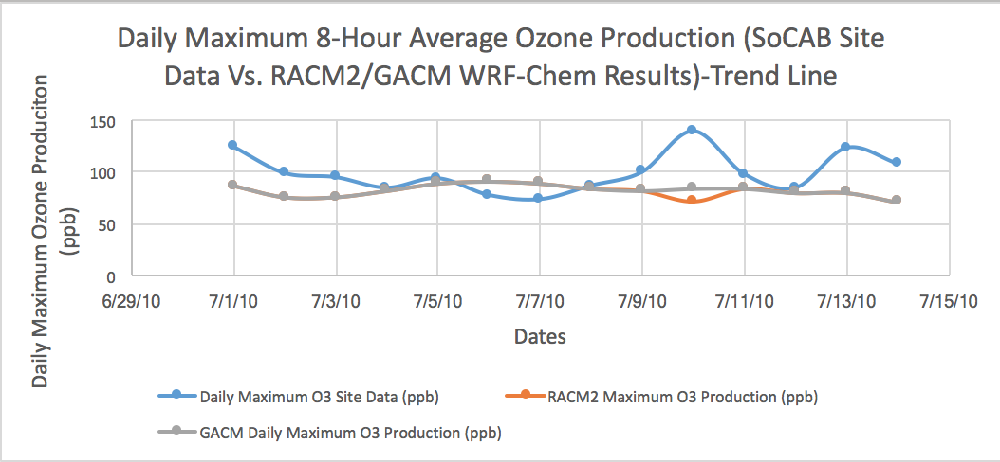 Daily Maximum 8-Hour Average Ozone Production (SoCAB Site
Data Vs. RACM2/GACM WRF-Chem Results)-Trend Line
Daily Maximum Ozone Produciton
(ppb)
150
100
50
0
6/29/10 7/1/10 7/3/10 7/5/10 7/7/10 7/9/10 7/11/10 7/13/10 7/15/10
Dates
Daily Maximum O3 Site Data (ppb) RACM2 Maximum O3 Production (ppb)
GACM Daily Maximum O3 Production (ppb)